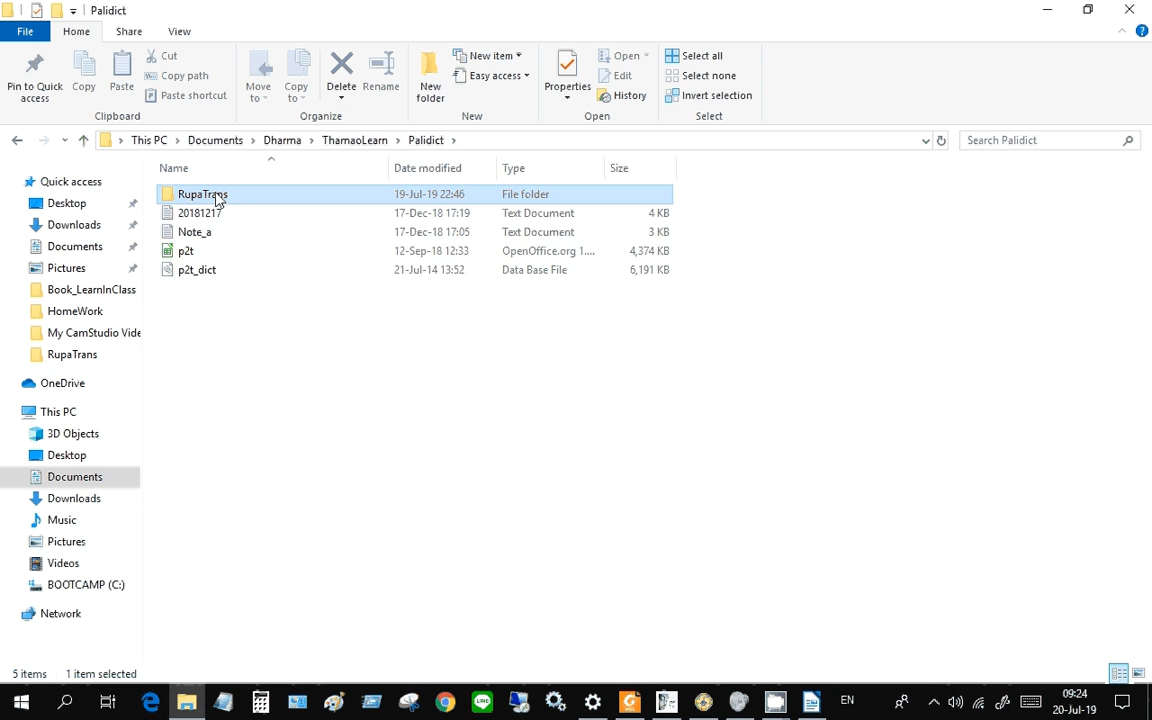 Palidict
File Home Share View
Pin to Quick access
Copy
Paste
Cut
Copy path
Paste shortcut
Clipboard
Move to
Copy to
Delete
Rename
Organize
New folder
New item
Easy access
New
Properties
Open
Edit
History
Open
Select all
Select none
Invert selection
Select
This PC > Documents > Dharma > ThamaoLearn > Palidict >
Search Palidict
Name Date modified Type Size
RupaTrans 19-Jul-19 22:46 File folder
20181217 17-Dec-18 17:19 Text Document 4 KB
Note_a 17-Dec-18 17:05 Text Document 3 KB
p2t 12-Sep-18 12:33 OpenOffice.org 1.... 4,374 KB
p2t_dict 21-Jul-14 13:52 Data Base File 6,191 KB
Quick access
Desktop
Downloads
Documents
Pictures
Book_LearnInClass
HomeWork
My CamStudio Vide
RupaTrans
OneDrive
This PC
3D Objects
Desktop
Documents
Downloads
Music
Pictures
Videos
BOOTCAMP (C:)
Network
5 items 1 item selected
EN
09:24
20-Jul-19